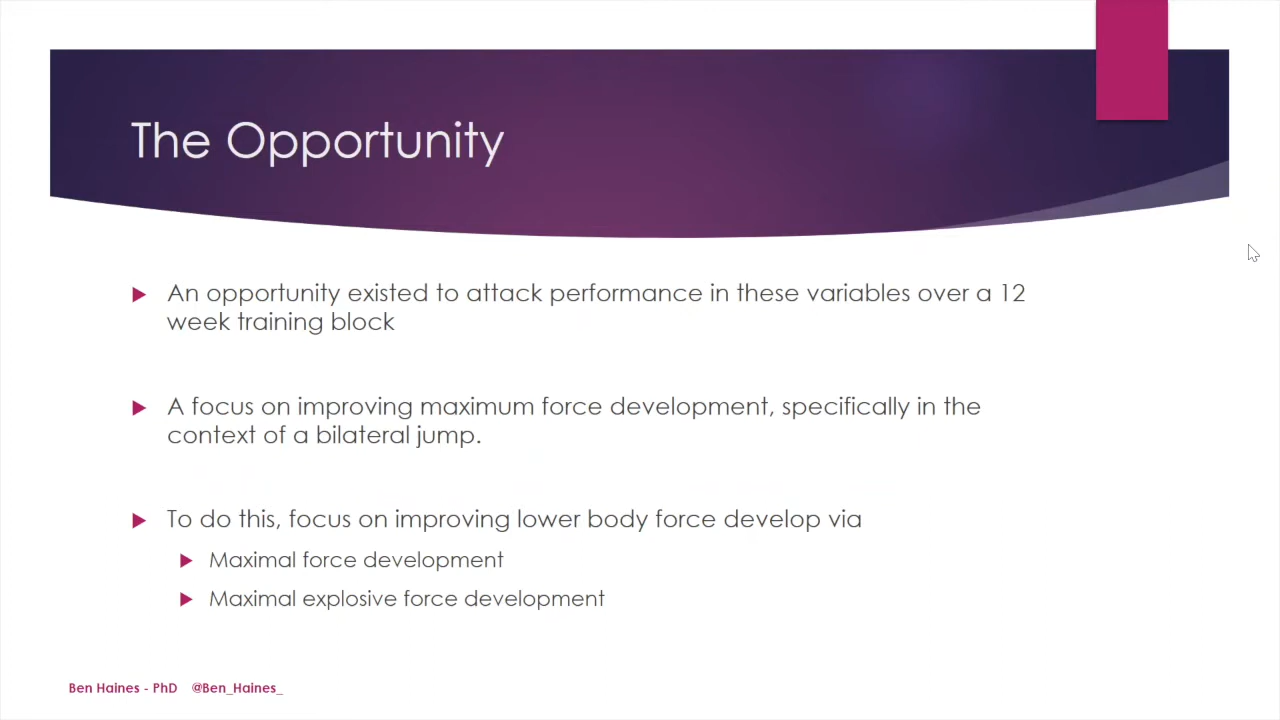 The Opportunity
An opportunity existed to attack performance in these variables over a 12
week training block
A focus on improving maximum force development, specifically in the
context of a bilateral jump.
To do this, focus on improving lower body force develop via
Maximal force development
Maximal explosive force development
Ben Haines - PhD @Ben_Haines_